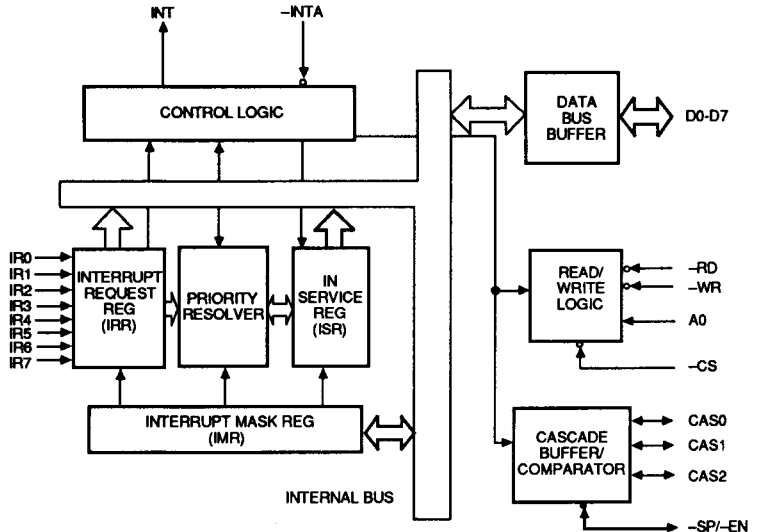 INT
–INTA
CONTROL LOGIC
DATA
BUS
BUFFER
D0-D7
IR0
IR1
IR2
IR3
IR4
IR5
IR6
IR7
INTERRUPT
REQUEST
REG
(IRR)
PRIORITY
RESOLVER
IN
SERVICE
REG
(ISR)
READ/
WRITE
LOGIC
–RD
–WR
A0
–CS
INTERRUPT MASK REG
(IMR)
CASCADE
BUFFER/
COMPARATOR
CAS0
CAS1
CAS2
INTERNAL BUS
–SP/–EN